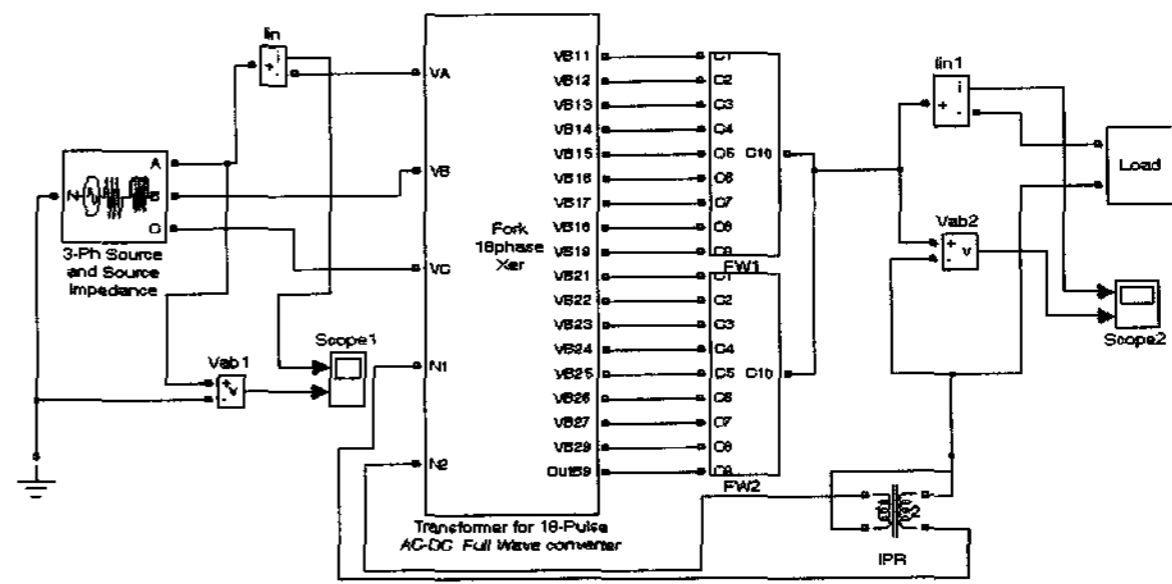 Iin
i
+
-
VA
VB
VC
N1
N2
A
N
B
C
3-Ph Source
and Source
Impedance
Vab1
+
-
v
Scope1
Fork
18phase
Xer
VB11
VB12
VB13
VB14
VB15
VB16
VB17
VB18
VB19
VB21
VB22
VB23
VB24
VB25
VB26
VB27
VB29
Out59
Transformer for 18-Pulse
AC-DC Full Wave converter
C1
C2
C3
C4
C5 C10
C6
C7
C8
C9
FW1
C1
C2
C3
C4
C5 C10
C6
C7
C8
C9
FW2
Iin1
i
+
-
Load
Vab2
+
-
v
Scope2
2
IPR